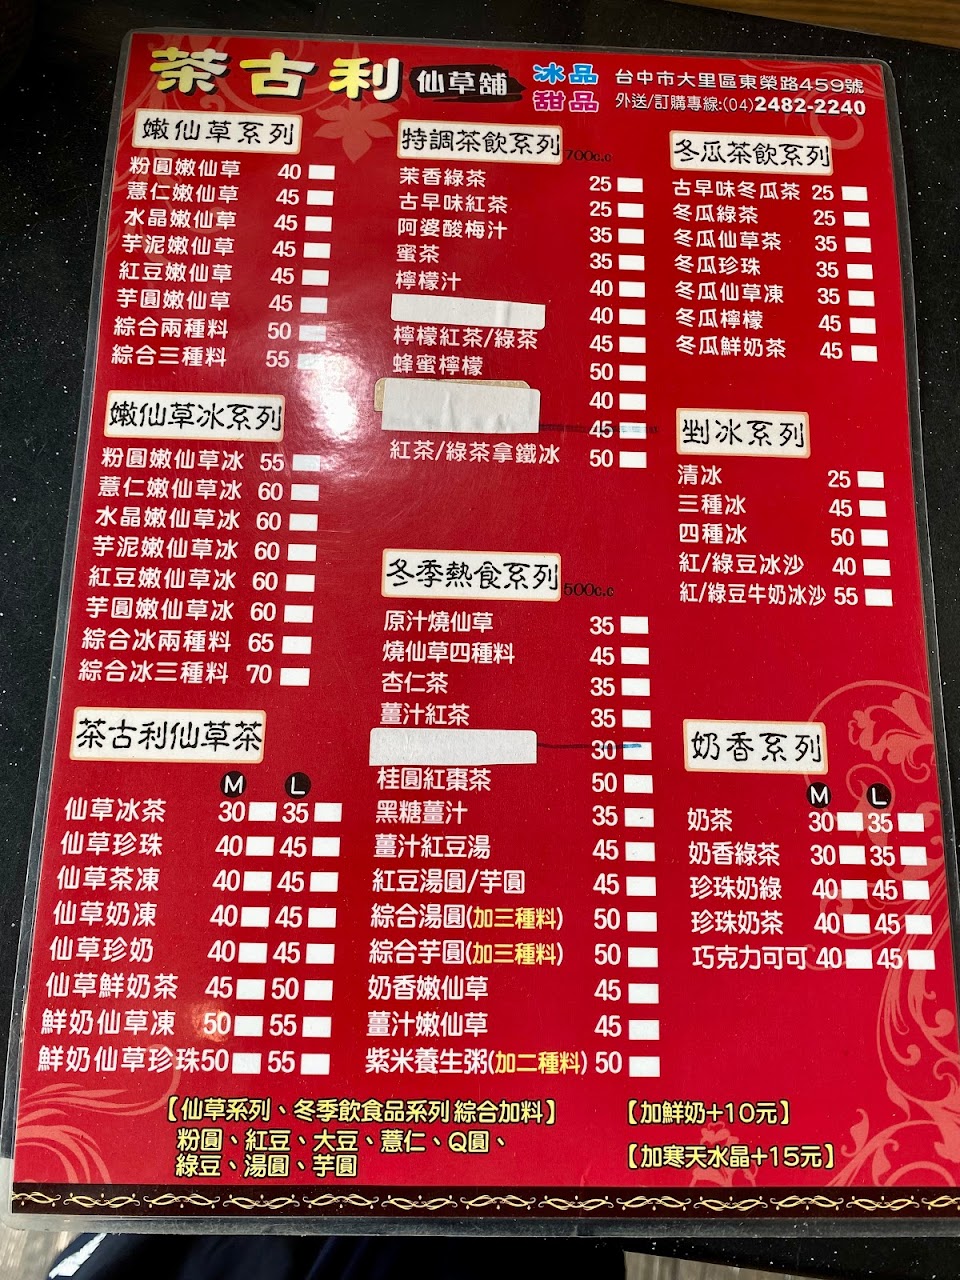 茶古利 仙草舖 冰品 甜品
台中市大里區東榮路459號
外送/訂購專線:(04)2482-2240
嫩仙草系列
粉圓嫩仙草 40
薏仁嫩仙草 45
水晶嫩仙草 45
芋泥嫩仙草 45
紅豆嫩仙草 45
芋圓嫩仙草 45
綜合兩種料 50
綜合三種料 55
嫩仙草冰系列
粉圓嫩仙草冰 55
薏仁嫩仙草冰 60
水晶嫩仙草冰 60
芋泥嫩仙草冰 60
紅豆嫩仙草冰 60
芋圓嫩仙草冰 60
綜合冰兩種料 65
綜合冰三種料 70
茶古利仙草茶
M L
仙草冰茶 30 35
仙草珍珠 40 45
仙草茶凍 40 45
仙草奶凍 40 45
仙草珍奶 40 45
仙草鮮奶茶 45 50
鮮奶仙草凍 50 55
鮮奶仙草珍珠 50 55
特調茶飲系列 700c.c
茉香綠茶 25
古早味紅茶 25
阿婆酸梅汁 35
蜜茶 35
檸檬汁 40
40
檸檬紅茶/綠茶 45
蜂蜜檸檬 50
40
45
紅茶/綠茶拿鐵冰 50
冬季熱食系列 500c.c
原汁燒仙草 35
燒仙草四種料 45
杏仁茶 35
薑汁紅茶 35
30
桂圓紅棗茶 50
黑糖薑汁 35
薑汁紅豆湯 45
紅豆湯圓/芋圓 45
綜合湯圓(加三種料) 50
綜合芋圓(加三種料) 50
奶香嫩仙草 45
薑汁嫩仙草 45
紫米養生粥(加二種料) 50
冬瓜茶飲系列
古早味冬瓜茶 25
冬瓜綠茶 25
冬瓜仙草茶 35
冬瓜珍珠 35
冬瓜仙草凍 35
冬瓜檸檬 45
冬瓜鮮奶茶 45
剉冰系列
清冰 25
三種冰 45
四種冰 50
紅/綠豆冰沙 40
紅/綠豆牛奶冰沙 55
奶香系列
M L
奶茶 30 35
奶香綠茶 30 35
珍珠奶綠 40 45
珍珠奶茶 40 45
巧克力可可 40 45
【仙草系列、冬季飲食品系列 綜合加料】
粉圓、紅豆、大豆、薏仁、Q圓、
綠豆、湯圓、芋圓
【加鮮奶+10元】
【加寒天水晶+15元】